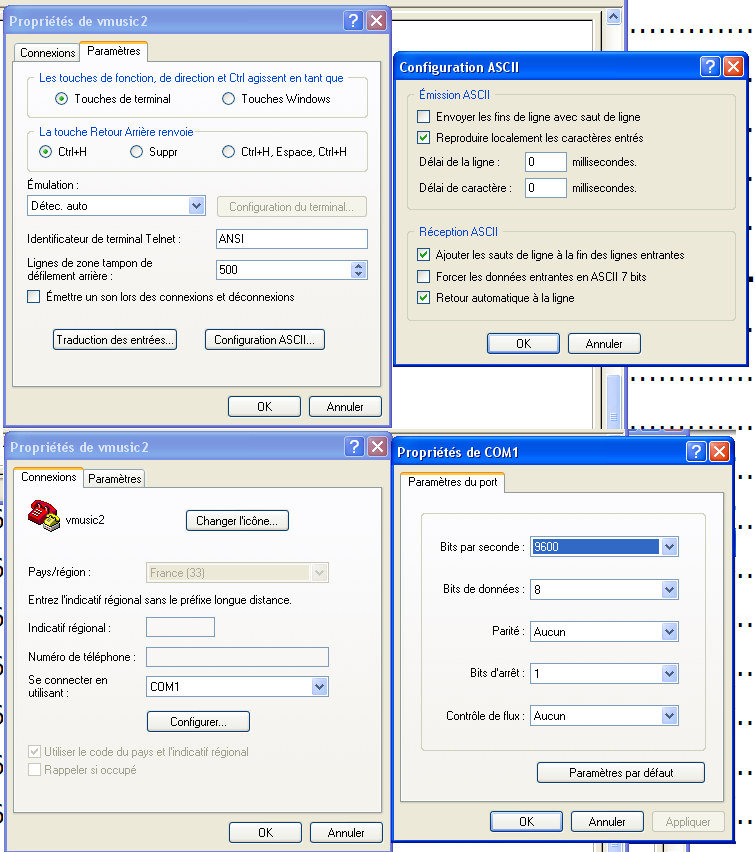 Propriétés de vmusic2
Connexions
Paramètres
Les touches de fonction, de direction et Ctrl agissent en tant que
Touches de terminal
Touches Windows
La touche Retour Arrière renvoie
Ctrl+H
Suppr
Ctrl+H, Espace, Ctrl+H
Émulation :
Détec. auto
Configuration du terminal...
Identificateur de terminal Telnet :
ANSI
Lignes de zone tampon de
défilement arrière :
500
Émettre un son lors des connexions et déconnexions
Traduction des entrées...
Configuration ASCII...
OK
Annuler
Configuration ASCII
Émission ASCII
Envoyer les fins de ligne avec saut de ligne
Reproduire localement les caractères entrés
Délai de la ligne :
0
millisecondes.
Délai de caractère :
0
millisecondes.
Réception ASCII
Ajouter les sauts de ligne à la fin des lignes entrantes
Forcer les données entrantes en ASCII 7 bits
Retour automatique à la ligne
OK
Annuler
Propriétés de vmusic2
Connexions
Paramètres
vmusic2
Changer l'icône...
Pays/région :
France (33)
Entrez l'indicatif régional sans le préfixe longue distance.
Indicatif régional :
Numéro de téléphone :
Se connecter en
utilisant :
COM1
Configurer...
Utiliser le code du pays et l'indicatif régional
Rappeler si occupé
OK
Annuler
Propriétés de COM1
Paramètres du port
Bits par seconde :
9600
Bits de données :
8
Parité :
Aucun
Bits d'arrêt :
1
Contrôle de flux :
Aucun
Paramètres par défaut
OK
Annuler
Appliquer